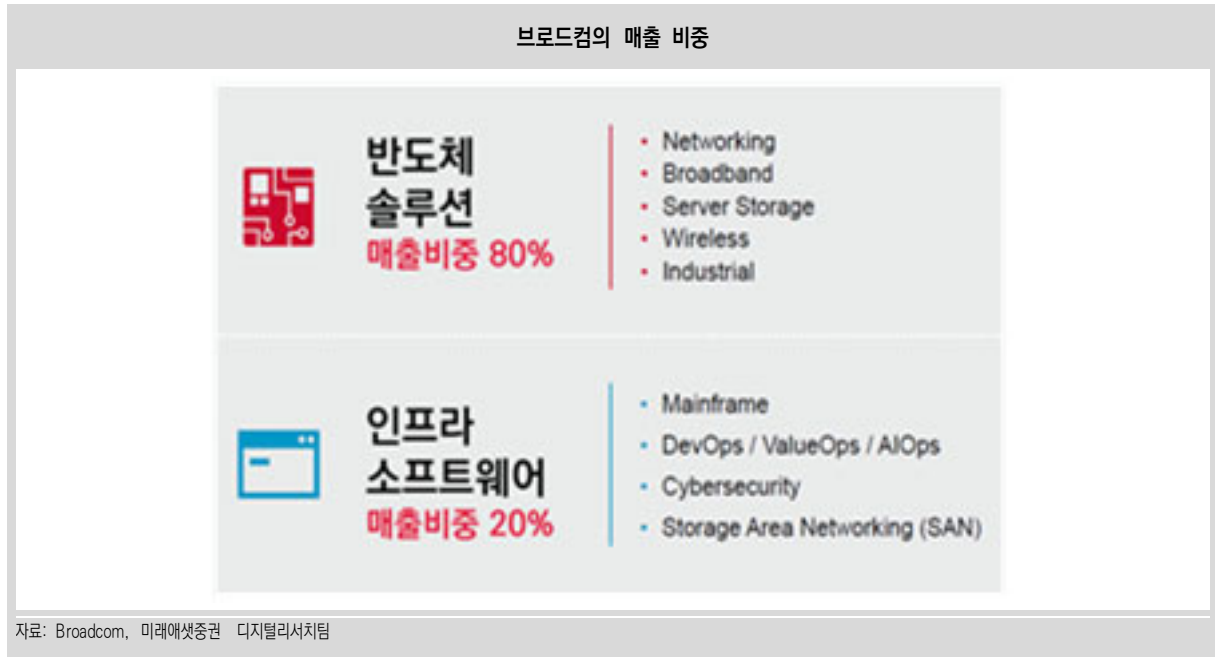 브로드컴의 매출 비중
반도체
솔루션
매출비중 80%
• Networking
• Broadband
• Server Storage
• Wireless
• Industrial
인프라
소프트웨어
매출비중 20%
• Mainframe
• DevOps / ValueOps / AIOps
• Cybersecurity
• Storage Area Networking (SAN)
자료: Broadcom, 미래애셋중권 디지털리서치팀